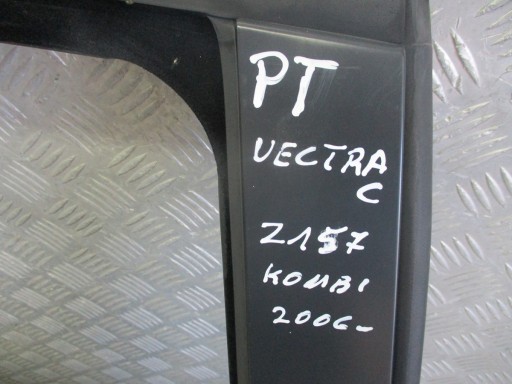 PT
VECTRA
C
Z157
KOMBI
2006-